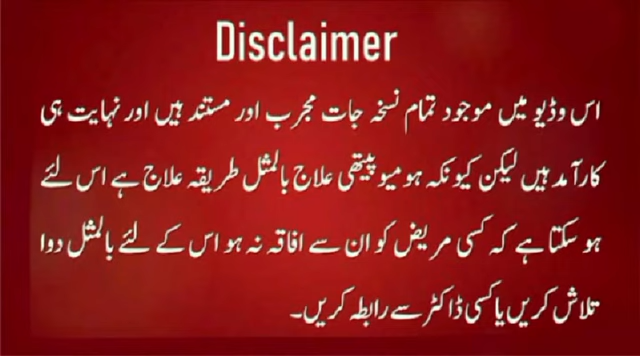 Disclaimer
اس وڈیو میں موجود تمام نسخہ جات مجرب اور مستند ہیں اور نہایت ہی
کارآمد ہیں لیکن کیونکہ ہومیوپیتھی علاج بالمثل طریقہ علاج ہے اس لئے
ہو سکتا ہے کہ کسی مریض کو ان سے افاقہ نہ ہو اس کے لئے بالمثل دوا
تلاش کریں یا کسی ڈاکٹر سے رابطہ کریں۔